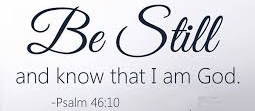 Be Still
and know that I am God.
-Psalm 46:10